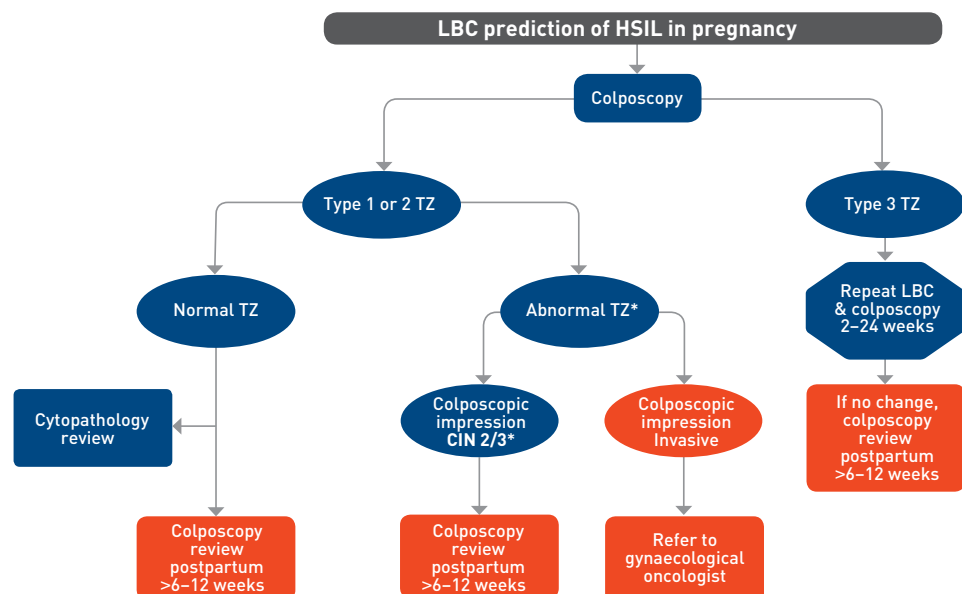 LBC prediction of HSIL in pregnancy
Colposcopy
Type 1 or 2 TZ
Type 3 TZ
Normal TZ
Abnormal TZ*
Repeat LBC
& colposcopy
2–24 weeks
Cytopathology
review
Colposcopic
impression
CIN 2/3*
Colposcopic
impression
Invasive
If no change,
colposcopy
review
postpartum
>6–12 weeks
Colposcopy
review
postpartum
>6–12 weeks
Colposcopy
review
postpartum
>6–12 weeks
Refer to
gynaecological
oncologist